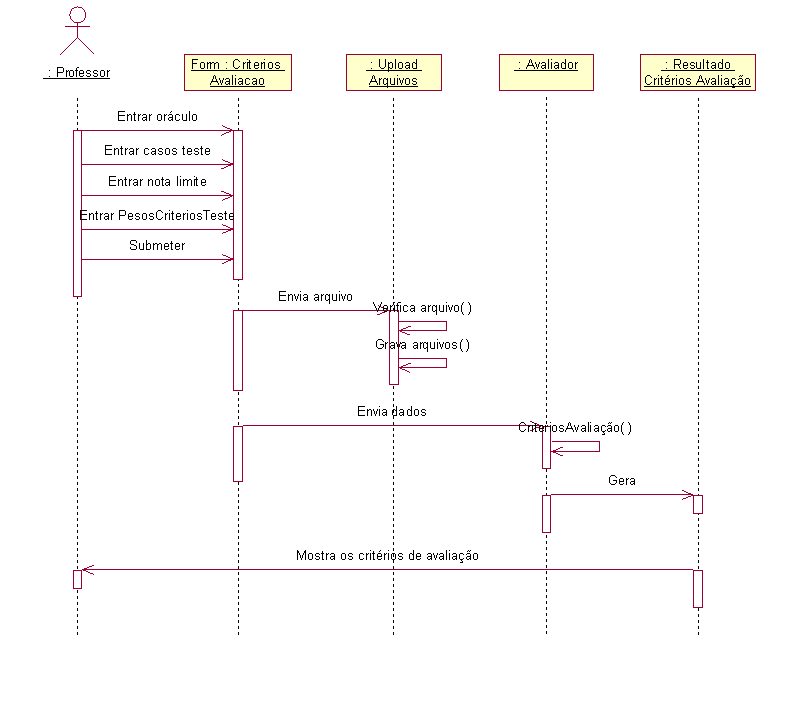 : Professor
Form : Criterios
Avaliacao
: Upload
Arquivos
: Avaliador
: Resultado
Critérios Avaliação
Entrar oráculo
Entrar casos teste
Entrar nota limite
Entrar PesosCriteriosTeste
Submeter
Envia arquivo
Verifica arquivo( )
Grava arquivos( )
Envia dados
CriteriosAvaliação( )
Gera
Mostra os critérios de avaliação